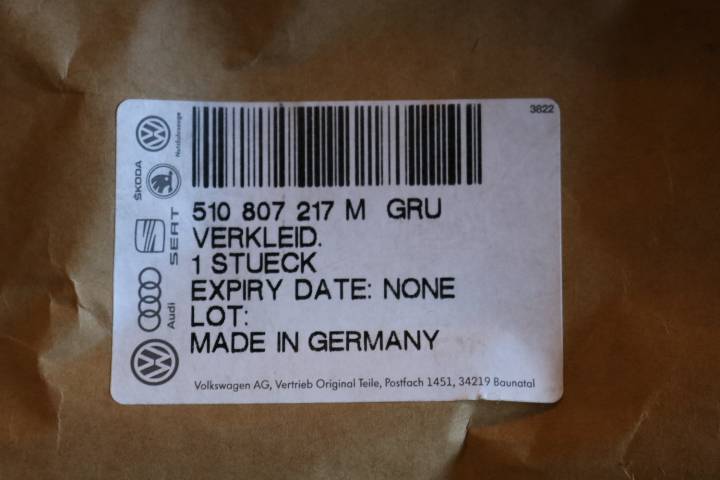 3822
510 807 217 M GRU
VERKLEID.
1 STUECK
EXPIRY DATE: NONE
LOT:
MADE IN GERMANY
Volkswagen AG, Vertrieb Original Teile, Postfach 1451, 34219 Baunatal
Nutzfahrzeuge
ŠKODA
SEAT
Audi